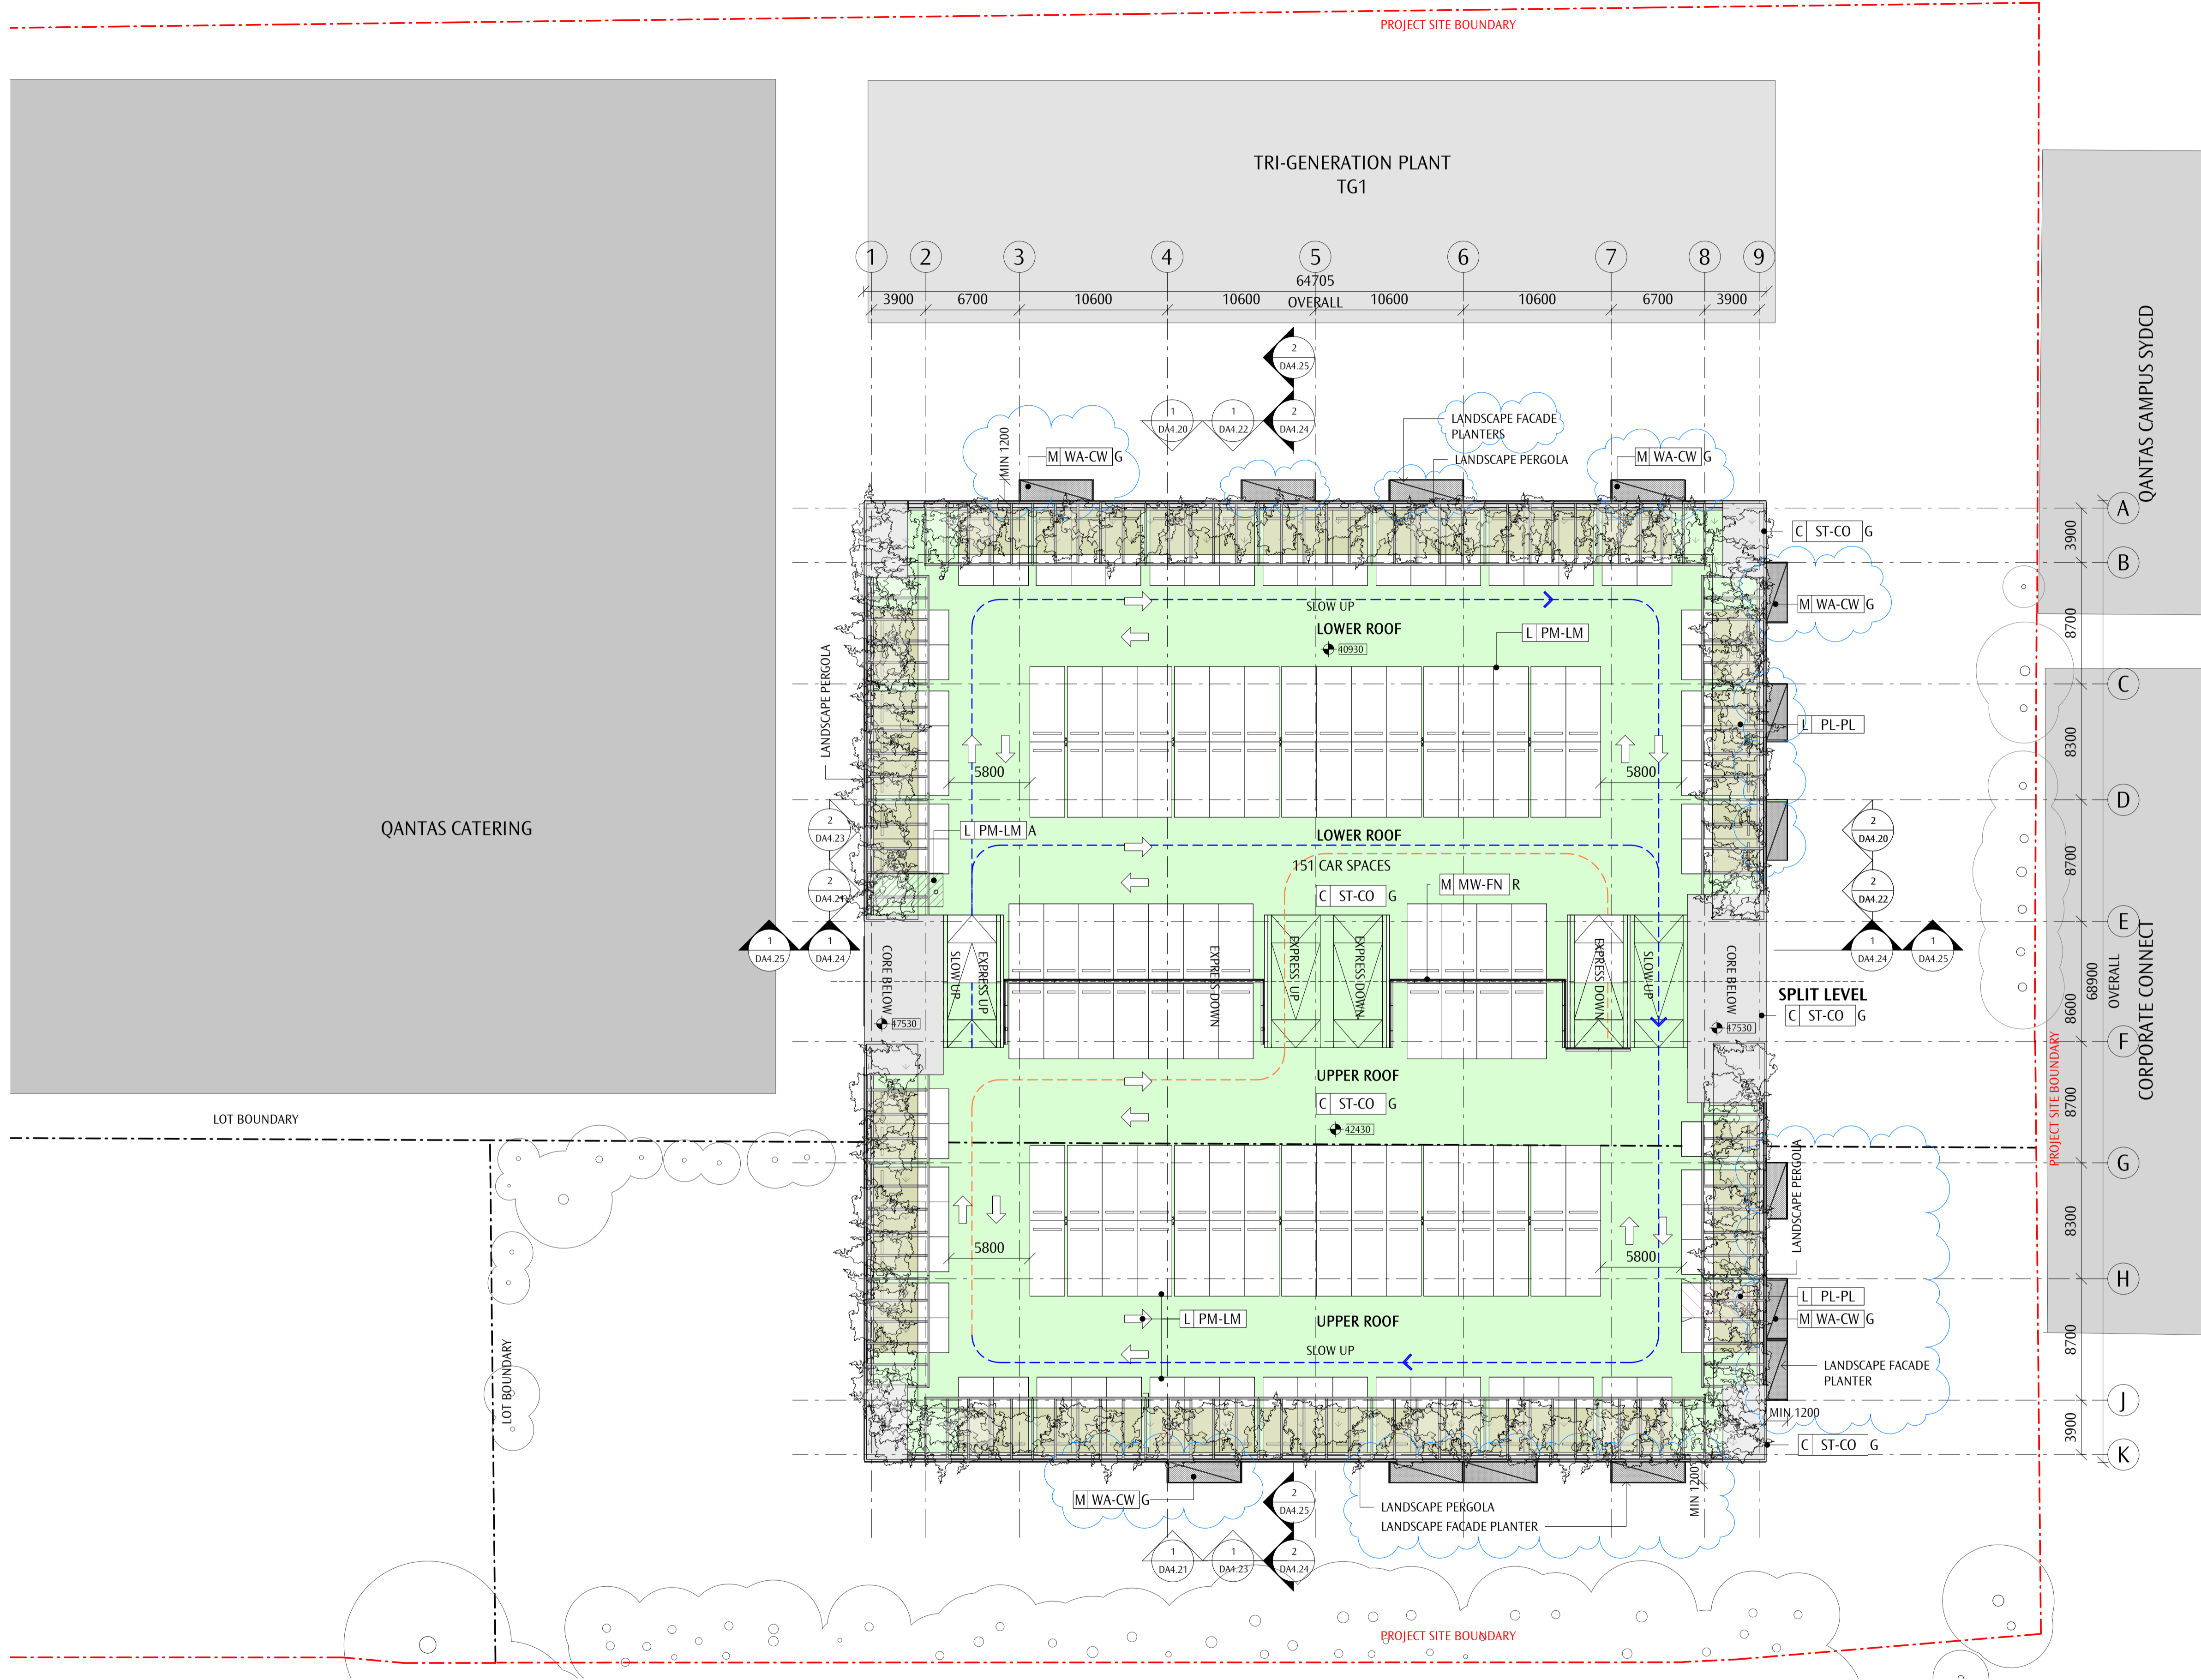 PROJECT SITE BOUNDARY
TRI-GENERATION PLANT
TG1
1
2
3
4
5
6
7
8
9
64705
OVERALL
3900
6700
10600
10600
10600
10600
6700
3900
QANTAS CAMPUS SYDCD
2
DA4.25
1
DA4.20
1
DA4.22
2
DA4.24
LANDSCAPE FACADE
PLANTERS
LANDSCAPE PERGOLA
MIN 1200
M WA-CW G
M WA-CW G
A
3900
C ST-CO G
B
M WA-CW G
8700
SLOW UP
LOWER ROOF
40930
L PM-LM
C
LANDSCAPE PERGOLA
L PL-PL
8300
5800
5800
D
QANTAS CATERING
2
DA4.23
L PM-LM A
LOWER ROOF
2
DA4.20
8700
151 CAR SPACES
2
DA4.21
M MW-FN R
C ST-CO G
2
DA4.22
E
1
DA4.25
1
DA4.24
CORE BELOW
SLOW UP
EXPRESS UP
EXPRESS DOWN
EXPRESS UP
EXPRESS DOWN
EXPRESS DOWN
SLOW UP
CORE BELOW
1
DA4.24
1
DA4.25
68900
OVERALL
CORPORATE CONNECT
SPLIT LEVEL
C ST-CO G
8600
47530
47530
F
PROJECT SITE BOUNDARY
UPPER ROOF
C ST-CO G
42430
8700
LOT BOUNDARY
G
LANDSCAPE PERGOLA
8300
5800
5800
H
L PL-PL
M WA-CW G
L PM-LM
UPPER ROOF
SLOW UP
8700
LOT BOUNDARY
LANDSCAPE FACADE
PLANTER
J
MIN 1200
3900
C ST-CO G
K
M WA-CW G
2
DA4.25
MIN 1200
LANDSCAPE PERGOLA
LANDSCAPE FACADE PLANTER
1
DA4.21
1
DA4.23
2
DA4.24
PROJECT SITE BOUNDARY